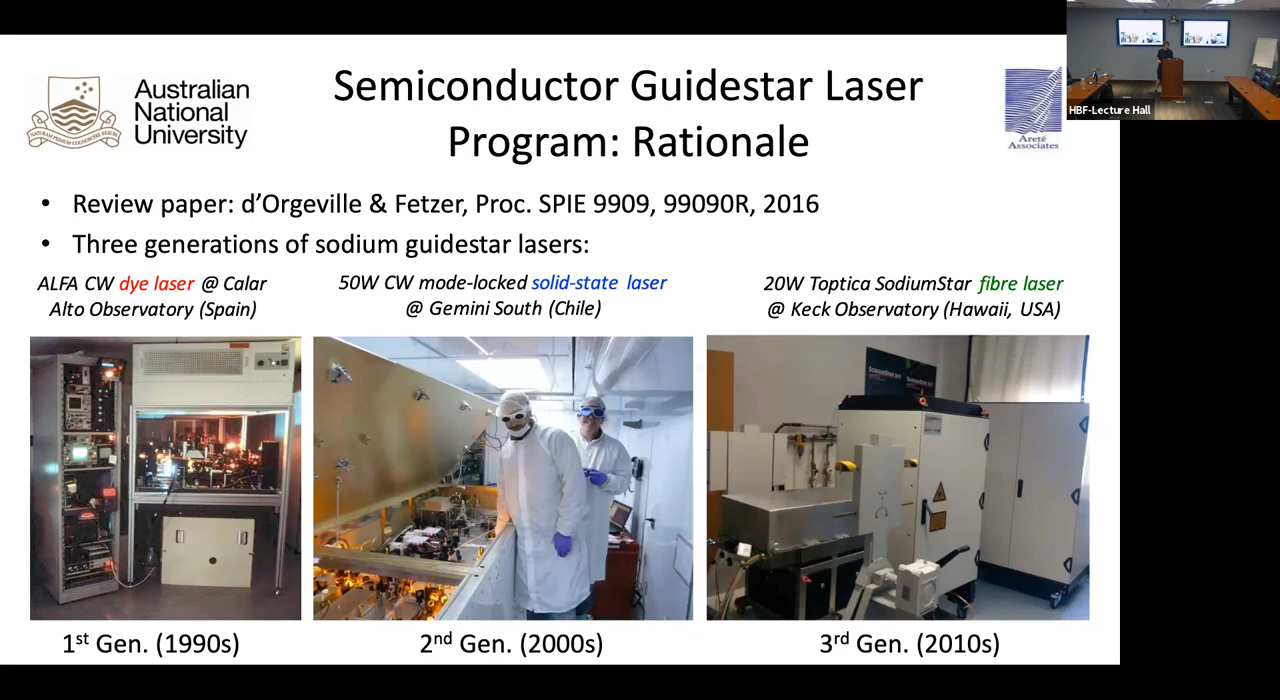 Australian
National
University
Semiconductor Guidestar Laser
Program: Rationale
Areté
Associates
HBF-Lecture Hall
• Review paper: d’Orgeville & Fetzer, Proc. SPIE 9909, 99090R, 2016
• Three generations of sodium guidestar lasers:
ALFA CW dye laser @ Calar
Alto Observatory (Spain)
50W CW mode-locked solid-state laser
@ Gemini South (Chile)
20W Toptica SodiumStar fibre laser
@ Keck Observatory (Hawaii, USA)
1st Gen. (1990s)
2nd Gen. (2000s)
3rd Gen. (2010s)